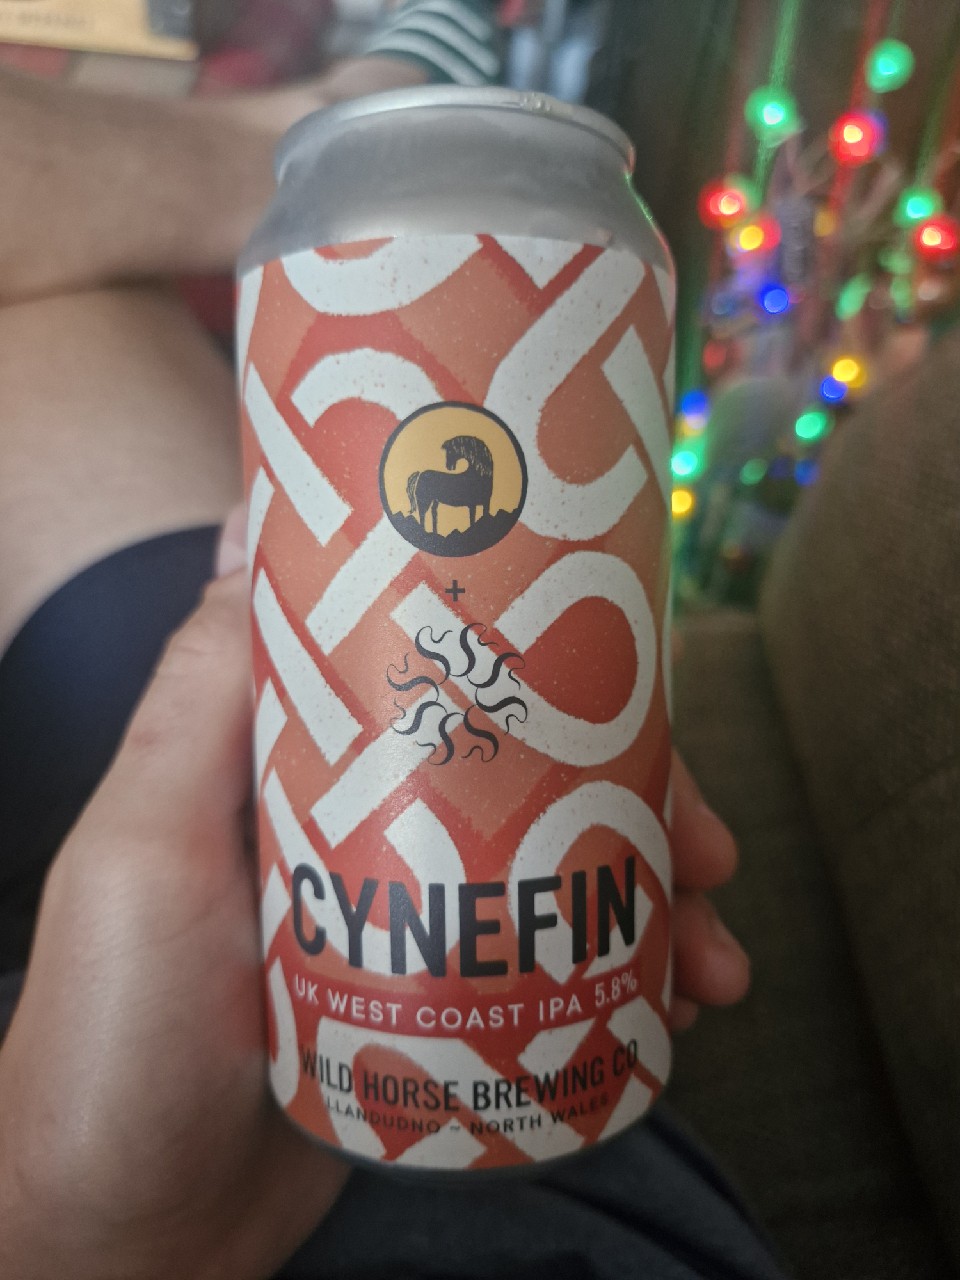 +
CYNEFIN
UK WEST COAST IPA 5.8%
WILD HORSE BREWING CO
LLANDUDNO ~ NORTH WALES